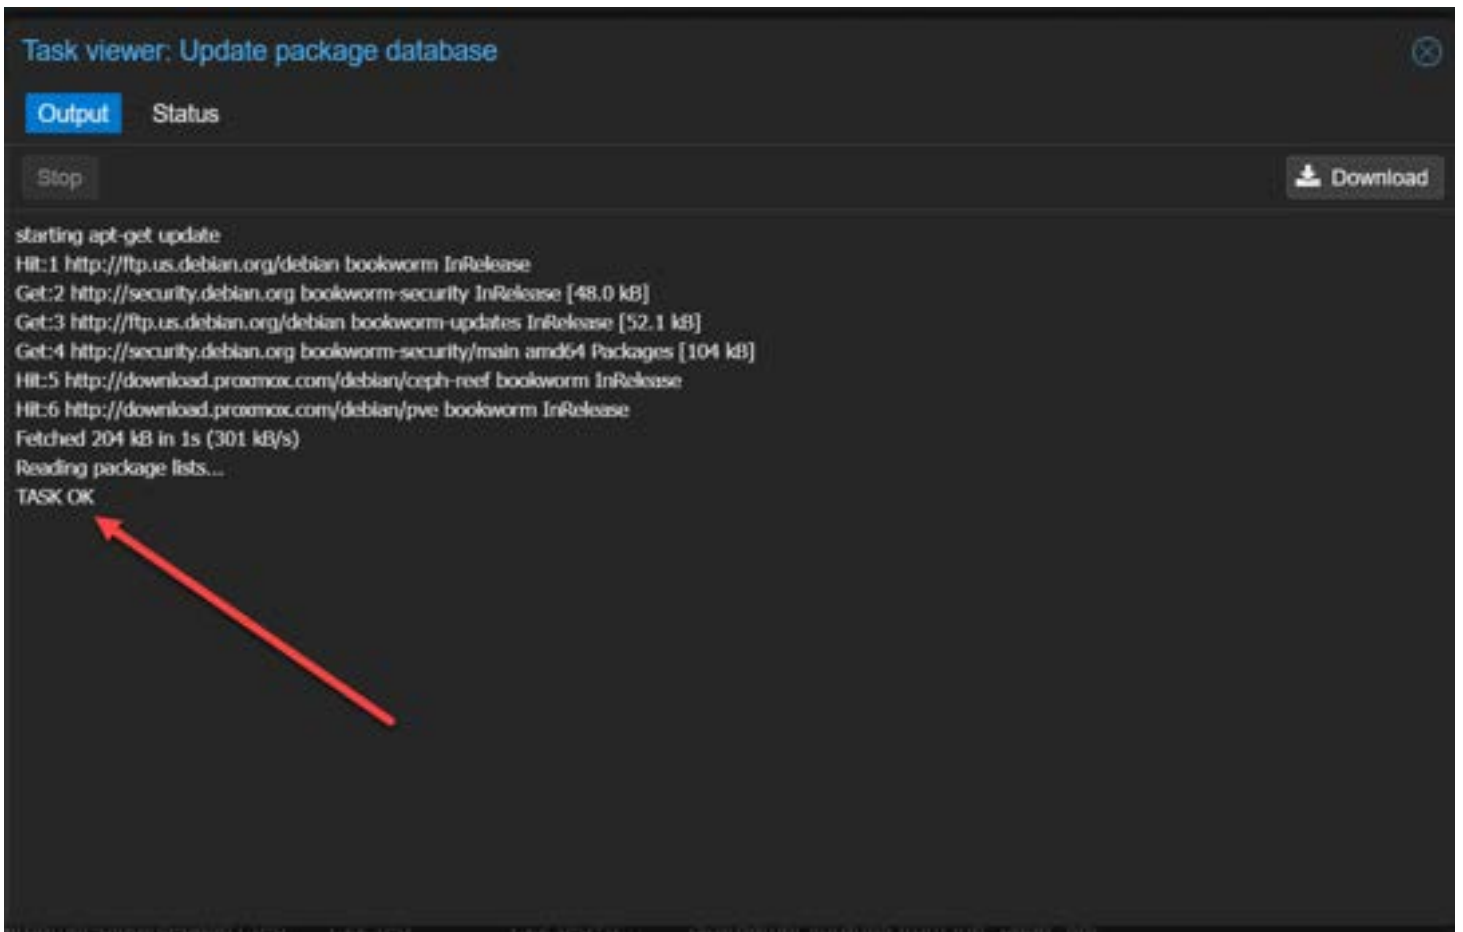 Task viewer: Update package database
Output Status
Stop Download
starting apt-get update
Hit:1 http://ftp.us.debian.org/debian bookworm InRelease
Get:2 http://security.debian.org bookworm-security InRelease [48.0 kB]
Get:3 http://ftp.us.debian.org/debian bookworm-updates InRelease [52.1 kB]
Get:4 http://security.debian.org bookworm-security/main amd64 Packages [104 kB]
Hit:5 http://download.proxmox.com/debian/ceph-reef bookworm InRelease
Hit:6 http://download.proxmox.com/debian/pve bookworm InRelease
Fetched 204 kB in 1s (301 kB/s)
Reading package lists...
TASK OK